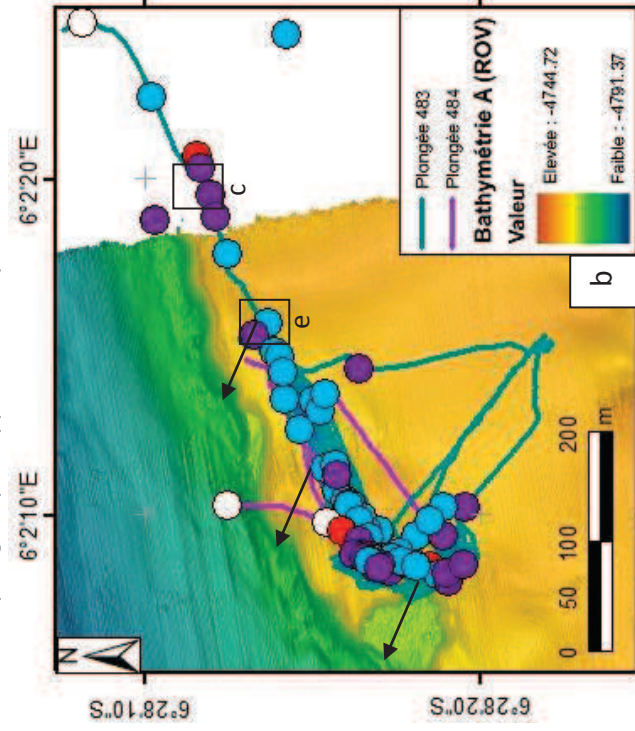 6°2'10"E
6°2'20"E
6°28'10"S
6°28'20"S
N
c
e
b
0
50
100
200
m
Plongée 483
Plongée 484
Bathymétrie A (ROV)
Valeur
Elevée : -4744.72
Faible : -4791.37